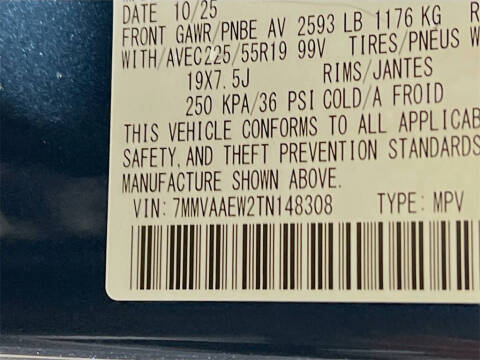 DATE 10/25
FRONT GAWR/PNBE AV 2593 LB 1176 KG
WITH/AVEC225/55R19 99V TIRES/PNEUS W
19X7.5J RIMS/JANTES
250 KPA/36 PSI COLD/A FROID
THIS VEHICLE CONFORMS TO ALL APPLICAB
SAFETY, AND THEFT PREVENTION STANDARDS
MANUFACTURE SHOWN ABOVE.
VIN: 7MMVAAEW2TN148308 TYPE: MPV